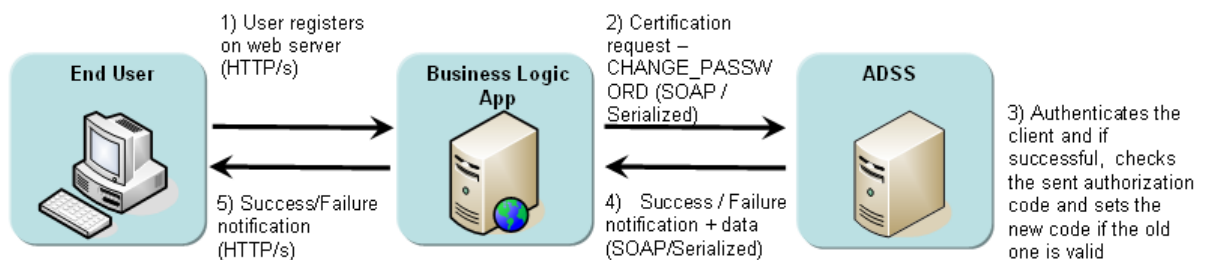 1) User registers
on web server
(HTTP/s)
2) Certification
request –
CHANGE_PASSW
ORD (SOAP /
Serialized)
End User
Business Logic
App
ADSS
3) Authenticates the
client and if
successful, checks
the sent authorization
code and sets the
new code if the old
one is valid
5) Success/Failure
notification
(HTTP/s)
4) Success / Failure
notification + data
(SOAP/Serialized)